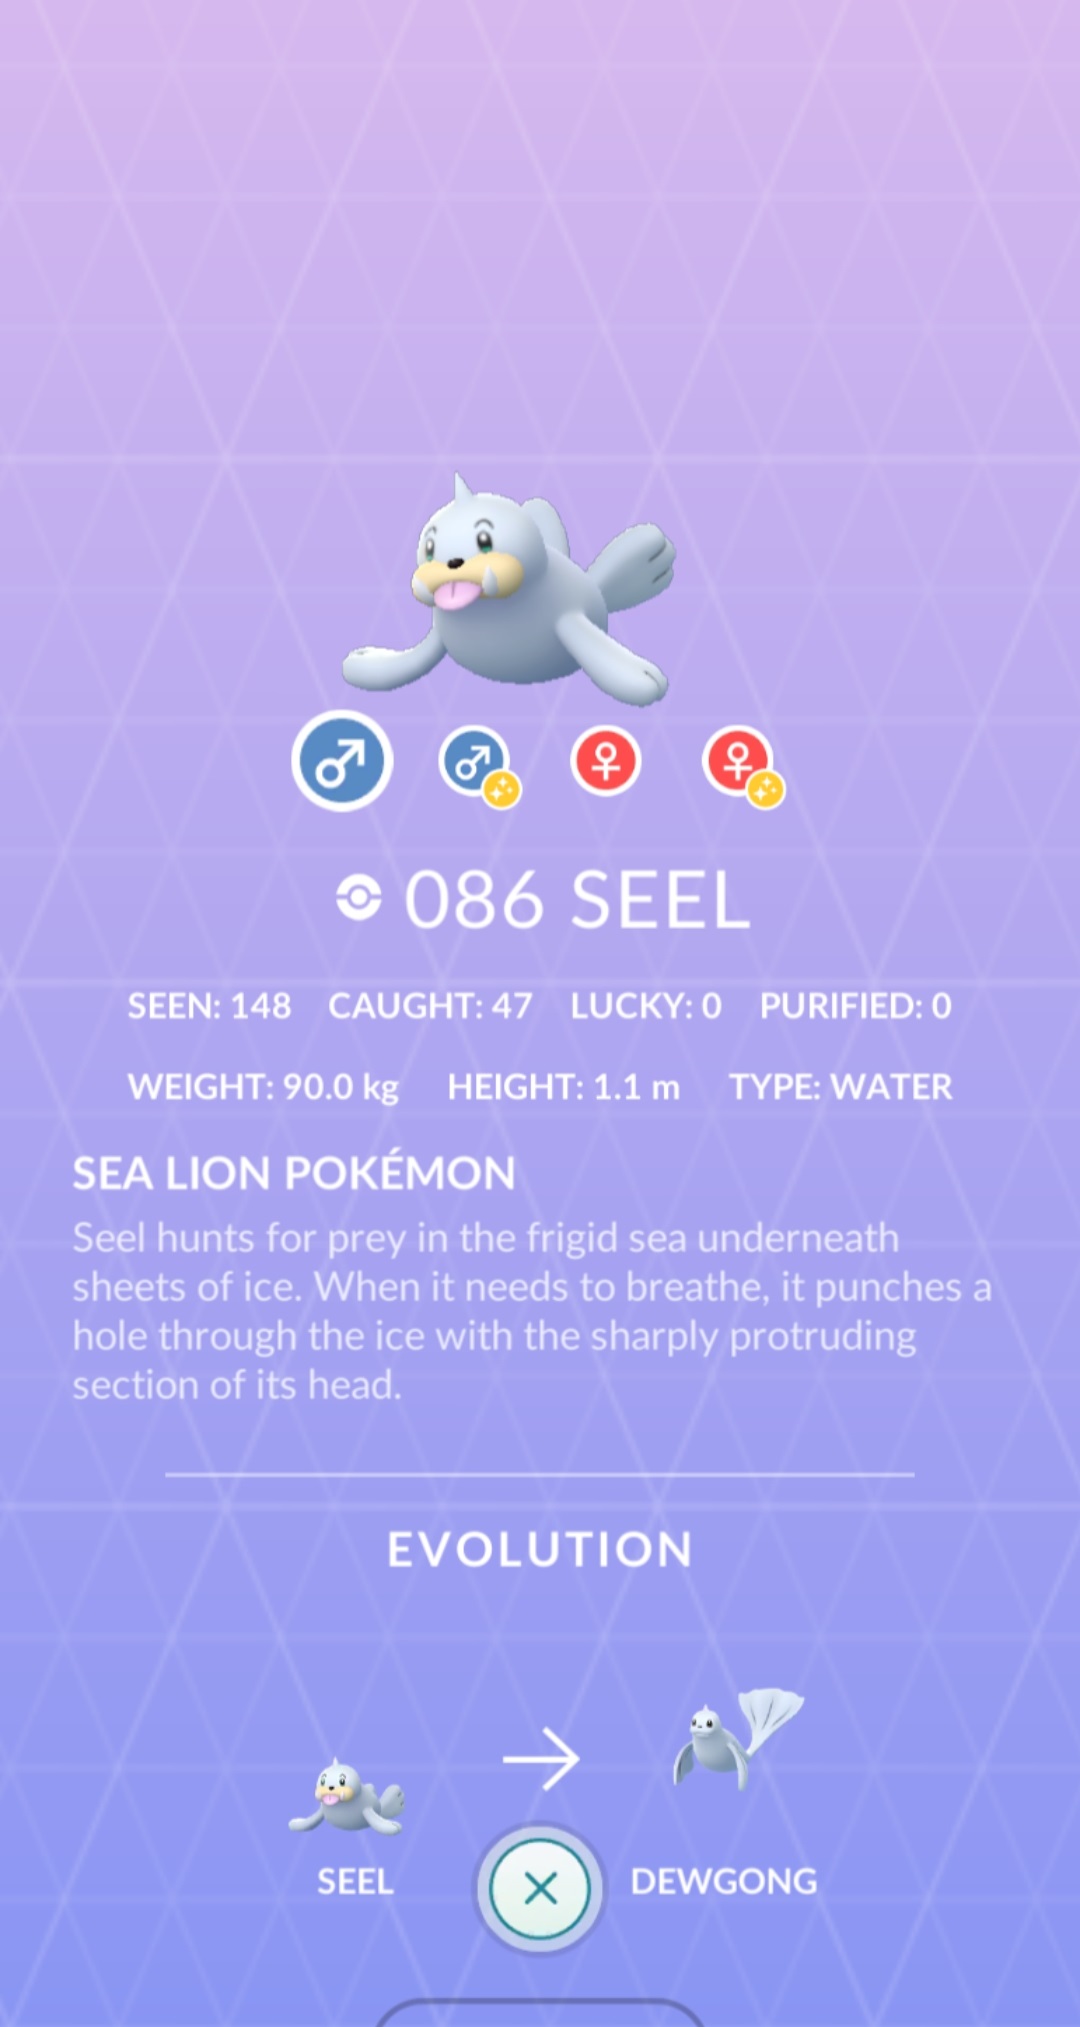 086 SEEL
SEEN: 148 CAUGHT: 47 LUCKY: 0 PURIFIED: 0
WEIGHT: 90.0 kg HEIGHT: 1.1 m TYPE: WATER
SEA LION POKÉMON
Seel hunts for prey in the frigid sea underneath
sheets of ice. When it needs to breathe, it punches a
hole through the ice with the sharply protruding
section of its head.
EVOLUTION
SEEL DEWGONG